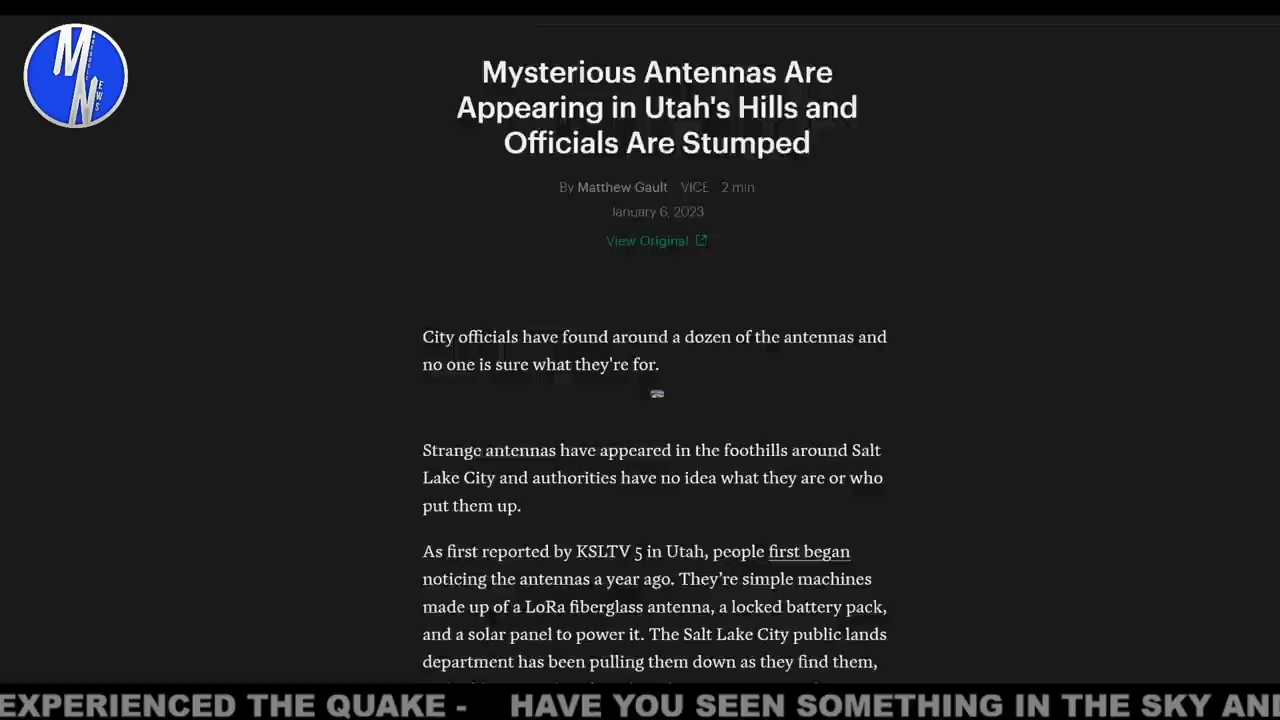 Mysterious Antennas Are
Appearing in Utah's Hills and
Officials Are Stumped
By Matthew Gault VICE 2 min
January 6, 2023
View Original
City officials have found around a dozen of the antennas and
no one is sure what they're for.
Strange antennas have appeared in the foothills around Salt
Lake City and authorities have no idea what they are or who
put them up.
As first reported by KSLTV 5 in Utah, people first began
noticing the antennas a year ago. They’re simple machines
made up of a LoRa fiberglass antenna, a locked battery pack,
and a solar panel to power it. The Salt Lake City public lands
department has been pulling them down as they find them,
EXPERIENCED THE QUAKE - HAVE YOU SEEN SOMETHING IN THE SKY